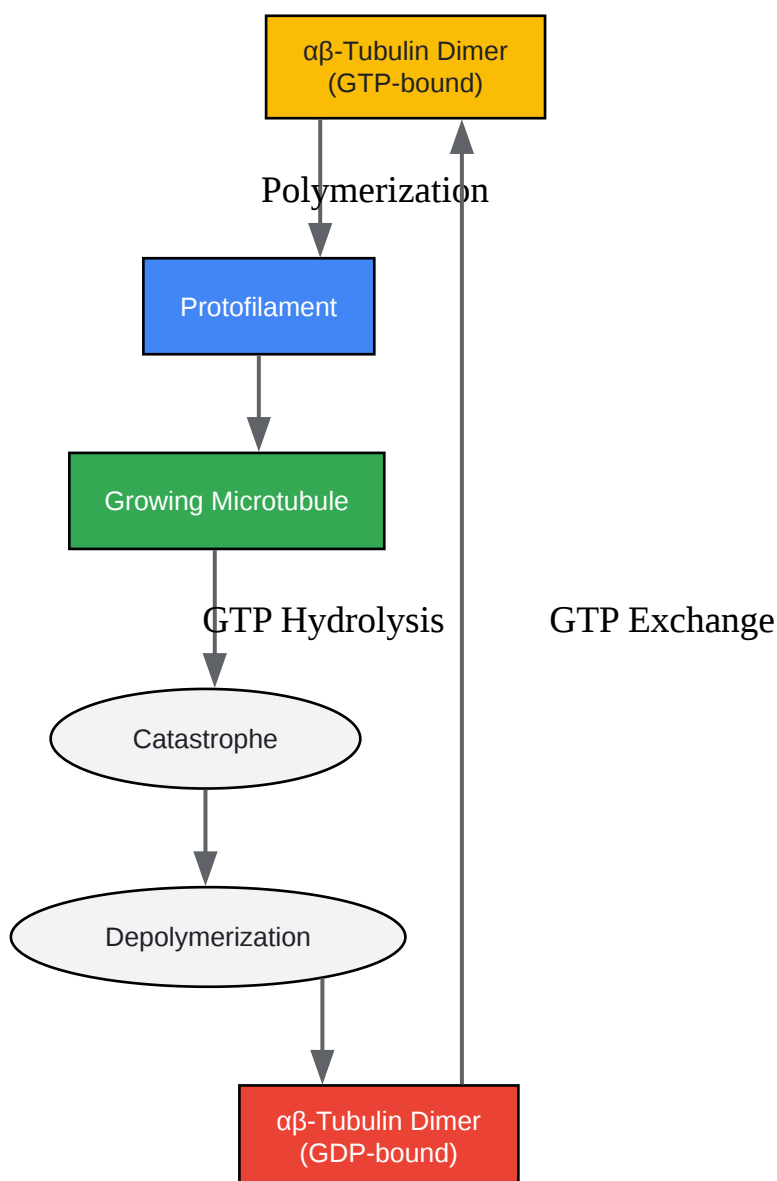 αβ-Tubulin Dimer
(GTP-bound)
Polymerization
Protofilament
Growing Microtubule
GTP Hydrolysis
GTP Exchange
Catastrophe
Depolymerization
αβ-Tubulin Dimer
(GDP-bound)